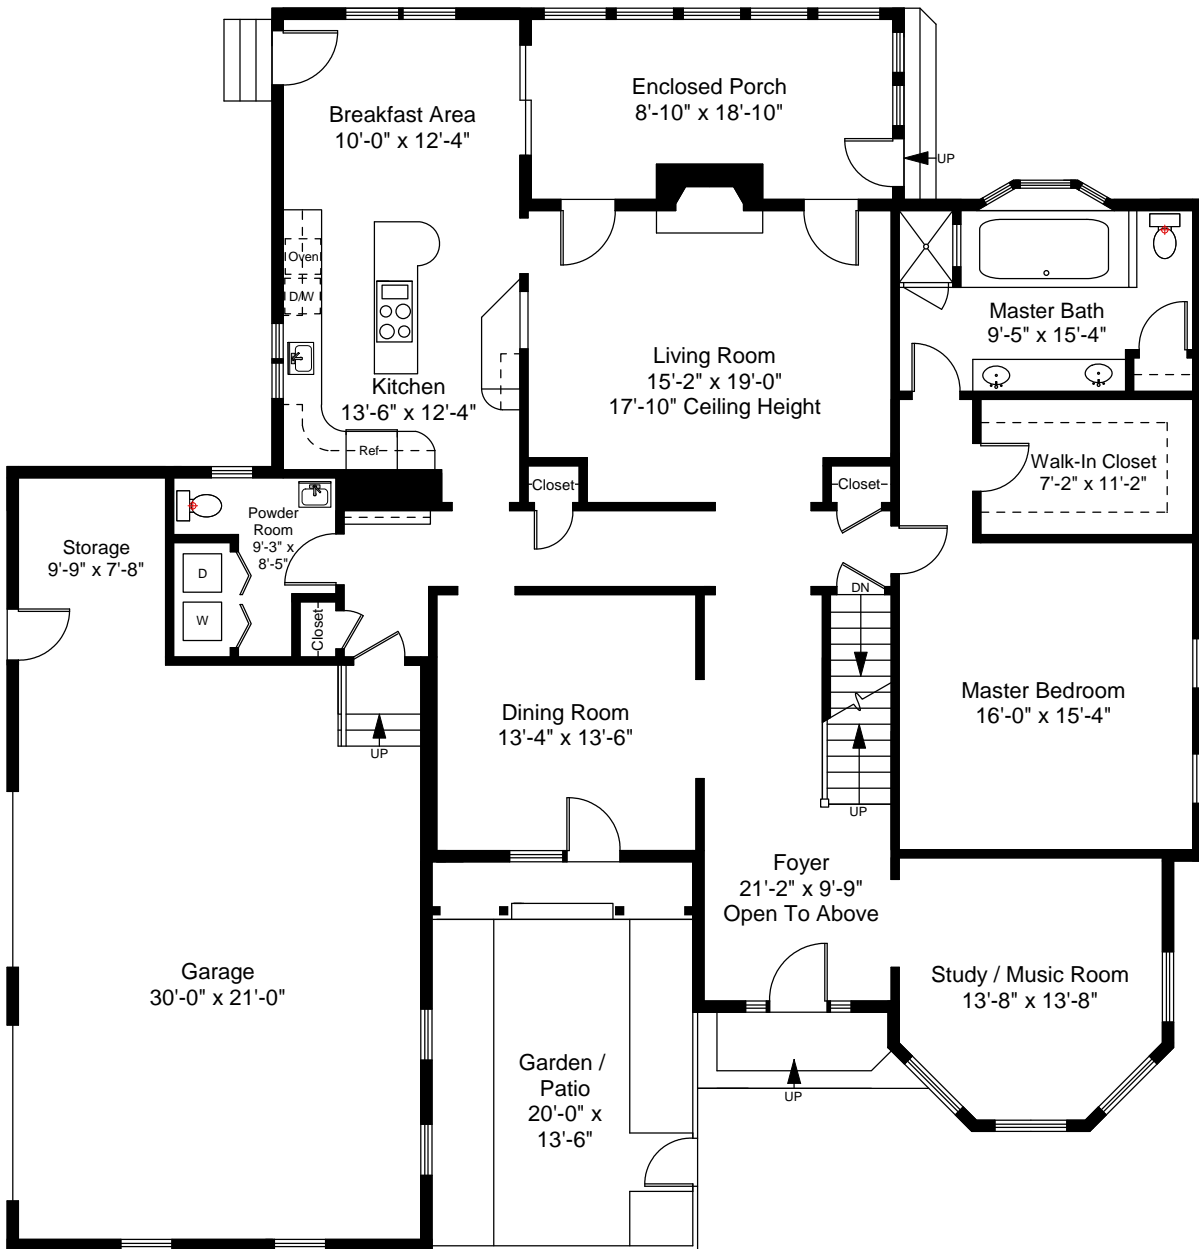 Enclosed Porch
8'-10" x 18'-10"
Breakfast Area
10'-0" x 12'-4"
UP
Oven
D/W
Master Bath
9'-5" x 15'-4"
Living Room
15'-2" x 19'-0"
17'-10" Ceiling Height
Kitchen
13'-6" x 12'-4"
Ref
Walk-In Closet
7'-2" x 11'-2"
Closet
Closet
Powder
Room
9'-3" x
8'-5"
Storage
9'-9" x 7'-8"
D
W
Closet
DN
Master Bedroom
16'-0" x 15'-4"
Dining Room
13'-4" x 13'-6"
UP
UP
Foyer
21'-2" x 9'-9"
Open To Above
Garage
30'-0" x 21'-0"
Study / Music Room
13'-8" x 13'-8"
Garden /
Patio
20'-0" x
13'-6"
UP